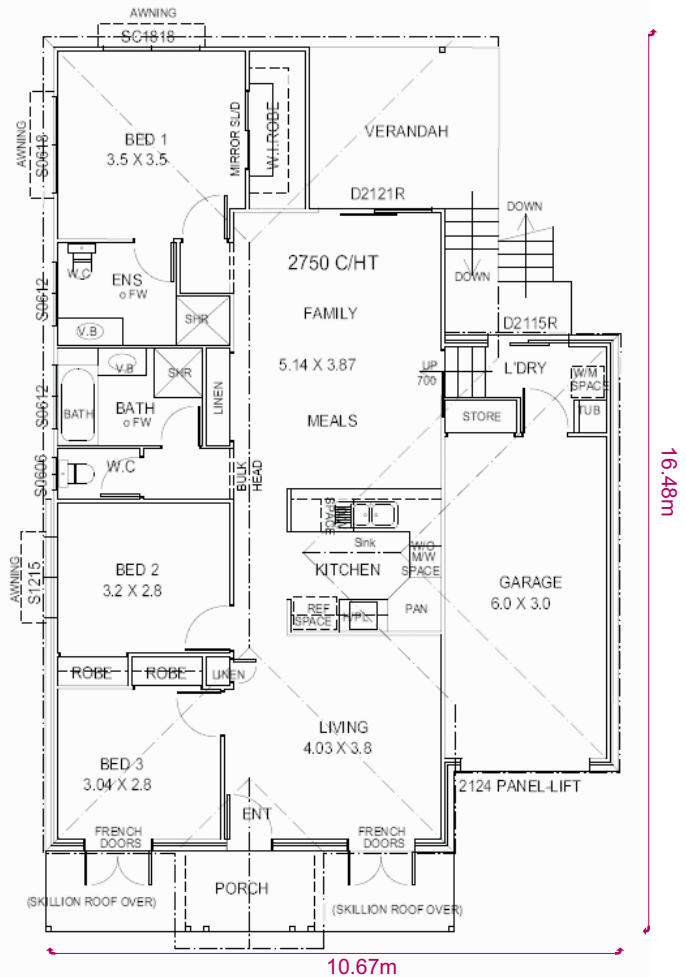 AWNING
SC1818
AWNING
S0618
BED 1
3.5 X 3.5
MIRROR SL/D
W.I.ROBE
VERANDAH
D2121R
DOWN
DOWN
2750 C/HT
W.C
ENS
o FW
S0612
V.B
SHR
FAMILY
5.14 X 3.87
MEALS
D2115R
UP
700
L'DRY
W/M
SPACE
TUB
STORE
S0612
V.B
SHR
BATH
BATH
o FW
LINEN
S0606
W.C
BULK
HEAD
SPACE
Sink
KITCHEN
W/O
M/W
SPACE
REF
SPACE
PAN
GARAGE
6.0 X 3.0
16.48m
AWNING
S1215
BED 2
3.2 X 2.8
ROBE
ROBE
LINEN
LIVING
4.03 X 3.8
BED 3
3.04 X 2.8
2124 PANEL-LIFT
ENT
FRENCH
DOORS
FRENCH
DOORS
PORCH
(SKILLION ROOF OVER)
(SKILLION ROOF OVER)
10.67m